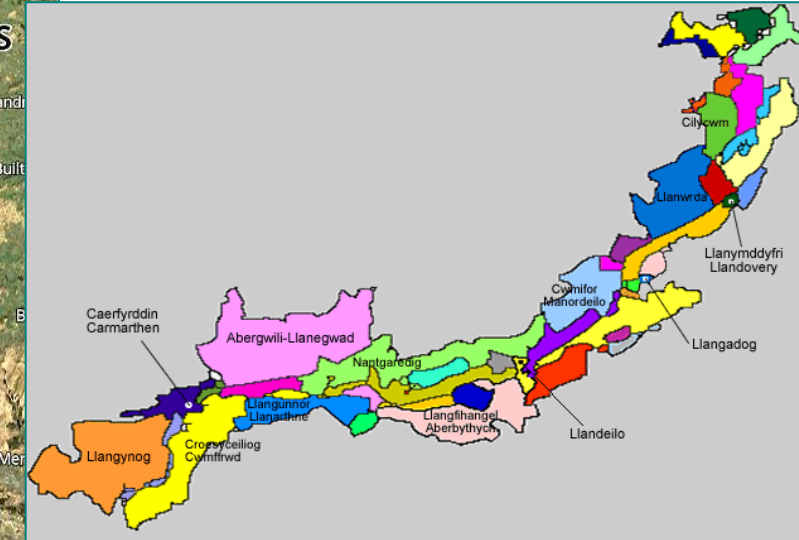 Cilycwm
Llanwrda
Llanymddyfri
Llandovery
Cwmifor
Manordeilo
Caerfyrddin
Carmarthen
Abergwili-Llanegwad
Llangadog
Nantgaredig
Llangunnor
Llanarthne
Llangfihangel
Aberbythych
Llandeilo
Croesyceiliog
Cwmffrwd
Llangynog